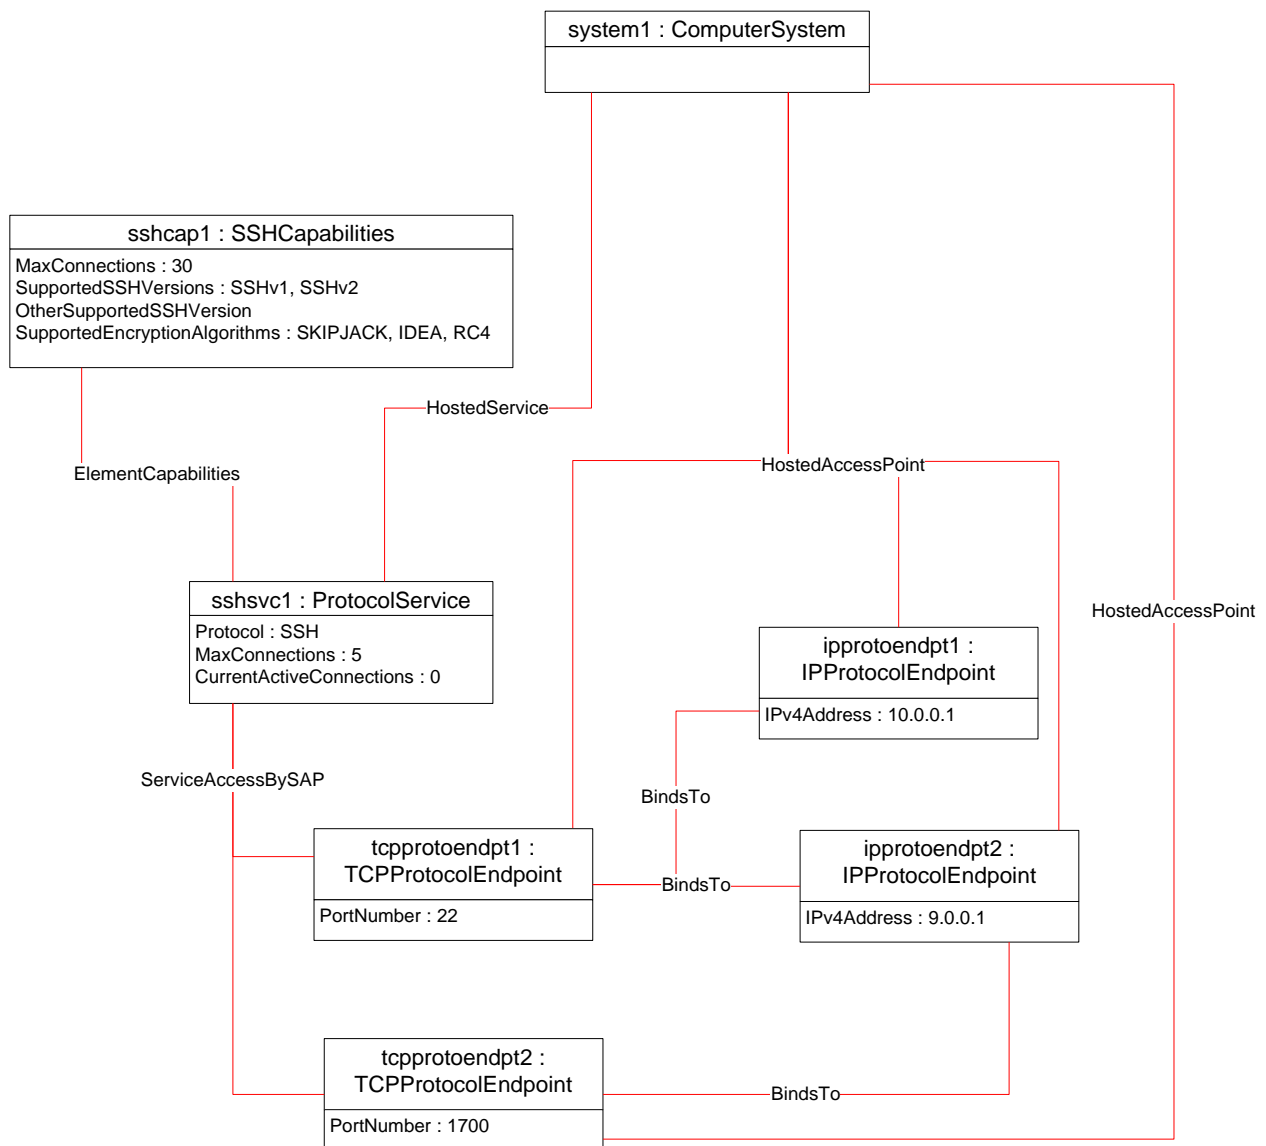 system1 : ComputerSystem
sshcap1 : SSHCapabilities
MaxConnections : 30
SupportedSSHVersions : SSHv1, SSHv2
OtherSupportedSSHVersion
SupportedEncryptionAlgorithms : SKIPJACK, IDEA, RC4
HostedService
ElementCapabilities
HostedAccessPoint
sshsvc1 : ProtocolService
Protocol : SSH
MaxConnections : 5
CurrentActiveConnections : 0
HostedAccessPoint
ipprotoendpt1 :
IPProtocolEndpoint
IPv4Address : 10.0.0.1
ServiceAccessBySAP
BindsTo
tcpprotoendpt1 :
TCPProtocolEndpoint
PortNumber : 22
BindsTo
ipprotoendpt2 :
IPProtocolEndpoint
IPv4Address : 9.0.0.1
tcpprotoendpt2 :
TCPProtocolEndpoint
PortNumber : 1700
BindsTo